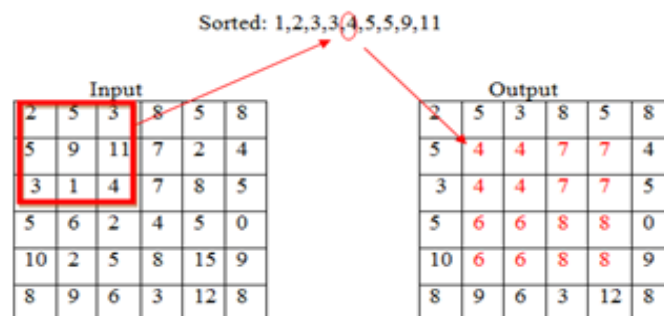 Sorted: 1,2,3,3,4,5,5,9,11
Input
2 5 3 8 5 8
5 9 11 7 2 4
3 1 4 7 8 5
5 6 2 4 5 0
10 2 5 8 15 9
8 9 6 3 12 8
Output
2 5 3 8 5 8
5 4 4 7 7 4
3 4 4 7 7 5
5 6 6 8 8 0
10 6 6 8 8 9
8 9 6 3 12 8